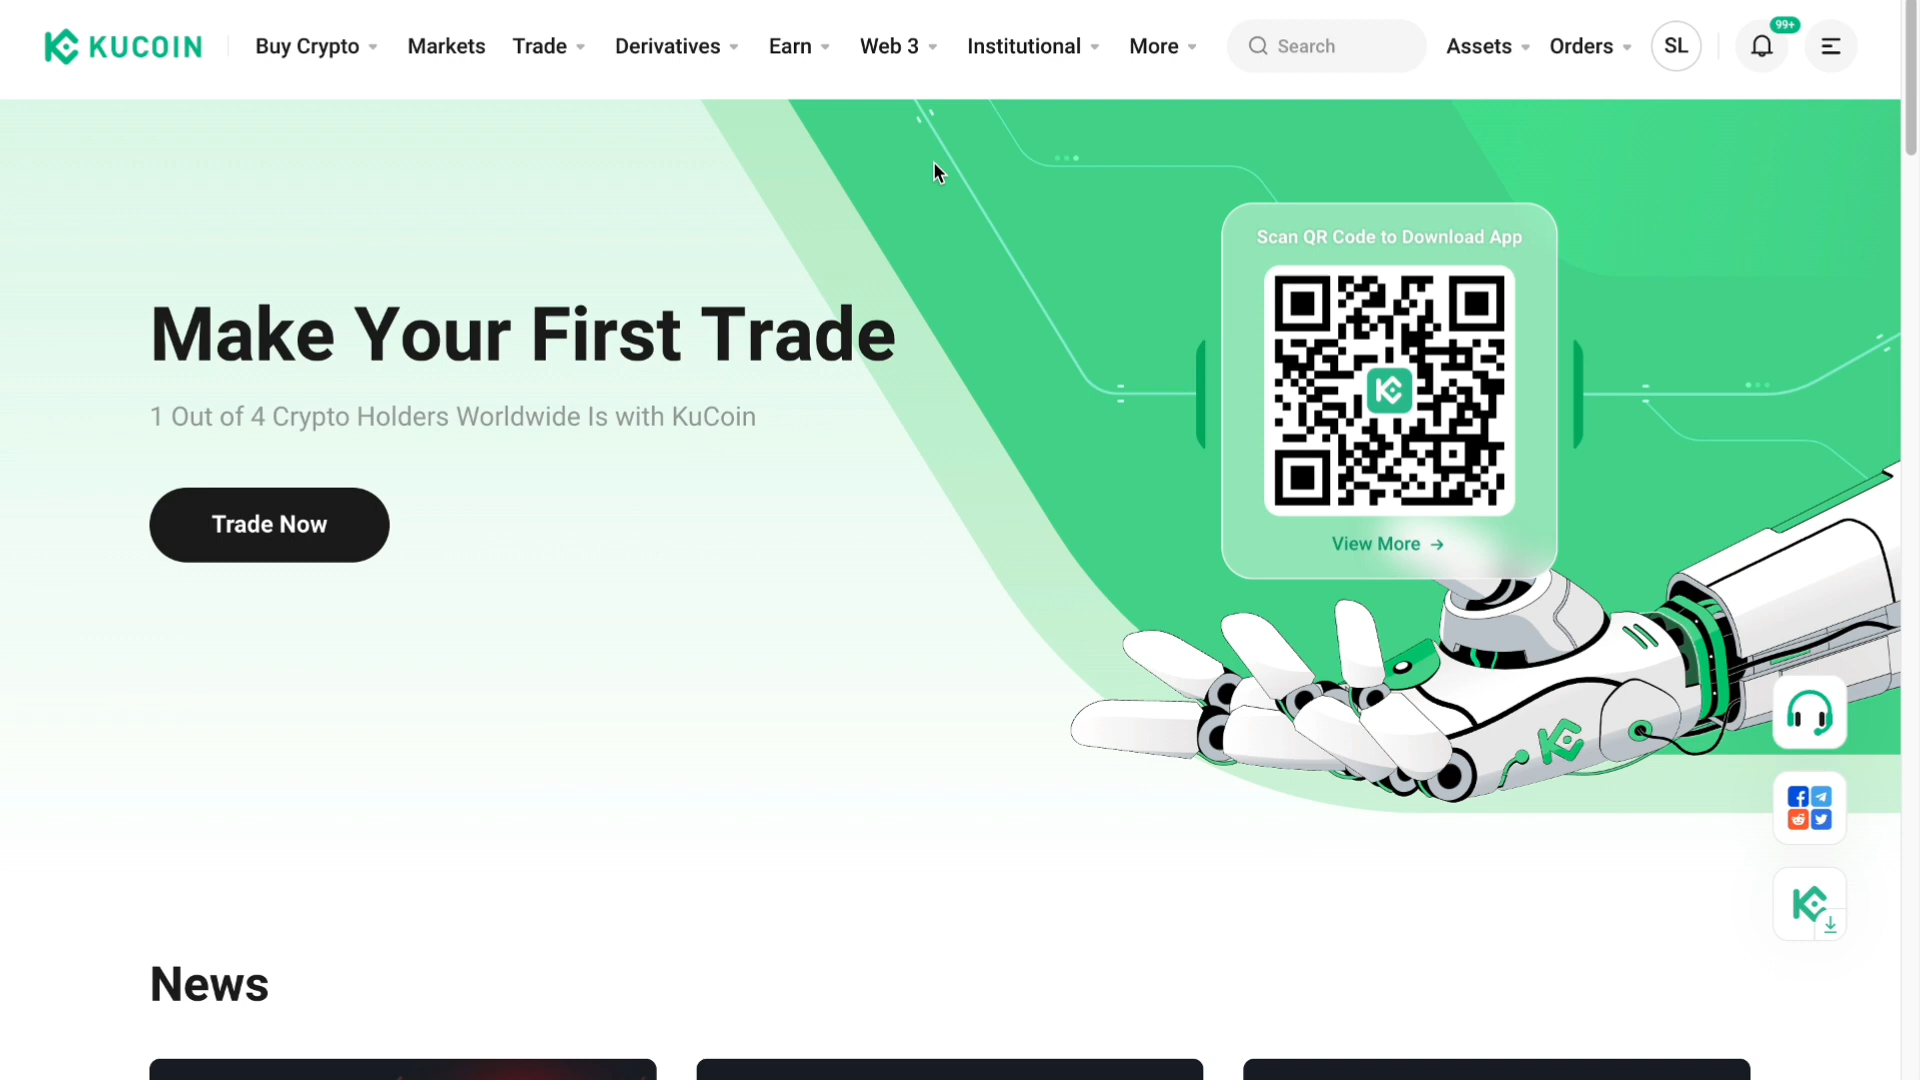 KUCOIN
Buy Crypto
Markets
Trade
Derivatives
Earn
Web 3
Institutional
More
Search
Assets
Orders
SL
99+
Scan QR Code to Download App
Make Your First Trade
1 Out of 4 Crypto Holders Worldwide Is with KuCoin
Trade Now
View More →
News